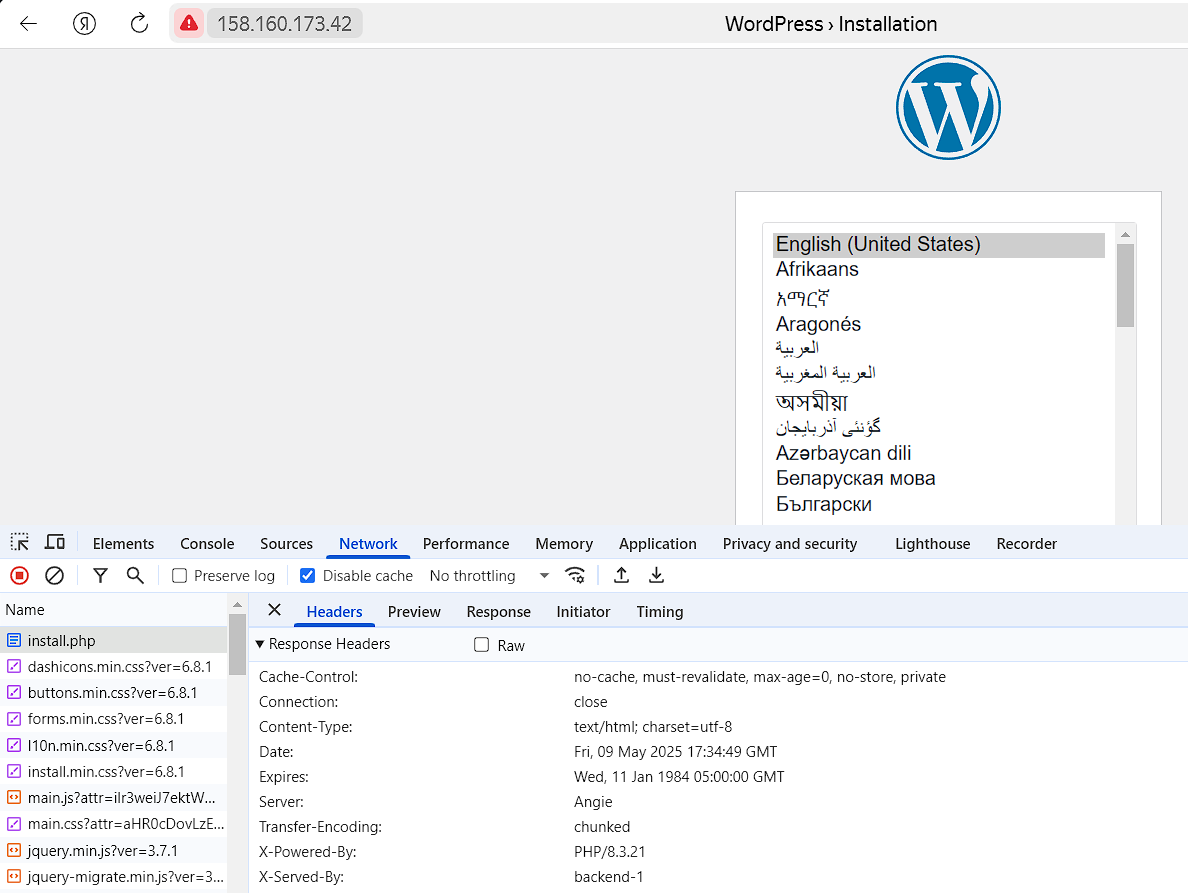 Я 158.160.173.42 WordPress › Installation
English (United States)
Afrikaans
አማርኛ
Aragonés
العربية
العربية المغربية
অসমীয়া
گؤنئی آذربایجان
Azərbaycan dili
Беларуская мова
Български
Elements Console Sources Network Performance Memory Application Privacy and security Lighthouse Recorder
Preserve log Disable cache No throttling
Name Headers Preview Response Initiator Timing
install.php Response Headers Raw
dashicons.min.css?ver=6.8.1 Cache-Control: no-cache, must-revalidate, max-age=0, no-store, private
buttons.min.css?ver=6.8.1 Connection: close
forms.min.css?ver=6.8.1 Content-Type: text/html; charset=utf-8
l10n.min.css?ver=6.8.1 Date: Fri, 09 May 2025 17:34:49 GMT
install.min.css?ver=6.8.1 Expires: Wed, 11 Jan 1984 05:00:00 GMT
main.js?attr=ilr3weiJ7ektW... Server: Angie
main.css?attr=aHR0cDovLzE... Transfer-Encoding: chunked
jquery.min.js?ver=3.7.1 X-Powered-By: PHP/8.3.21
jquery-migrate.min.js?ver=3... X-Served-By: backend-1